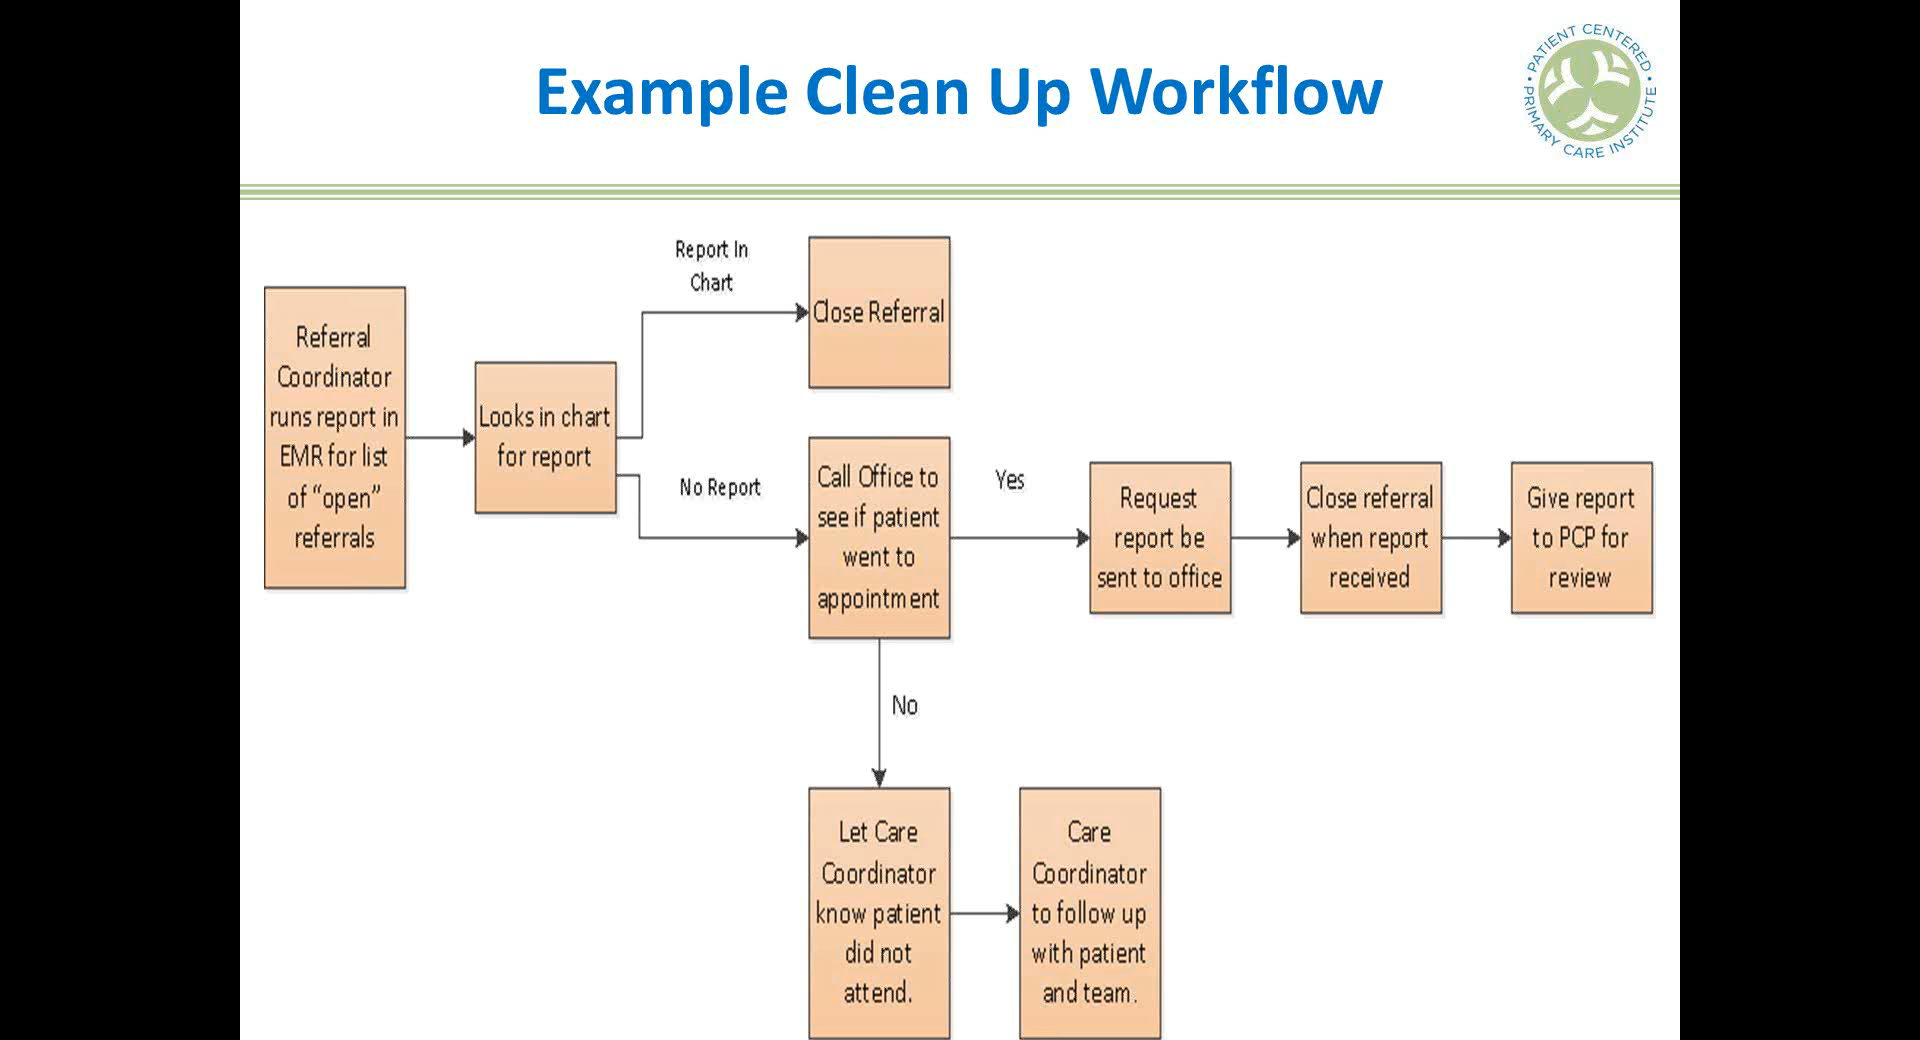 Example Clean Up Workflow
PATIENT CENTERED
PRIMARY CARE INSTITUTE
Referral
Coordinator
runs report in
EMR for list
of “open”
referrals
Looks in chart
for report
Report In
Chart
Close Referral
No Report
Call Office to
see if patient
went to
appointment
Yes
Request
report be
sent to office
Close referral
when report
received
Give report
to PCP for
review
No
Let Care
Coordinator
know patient
did not
attend.
Care
Coordinator
to follow up
with patient
and team.